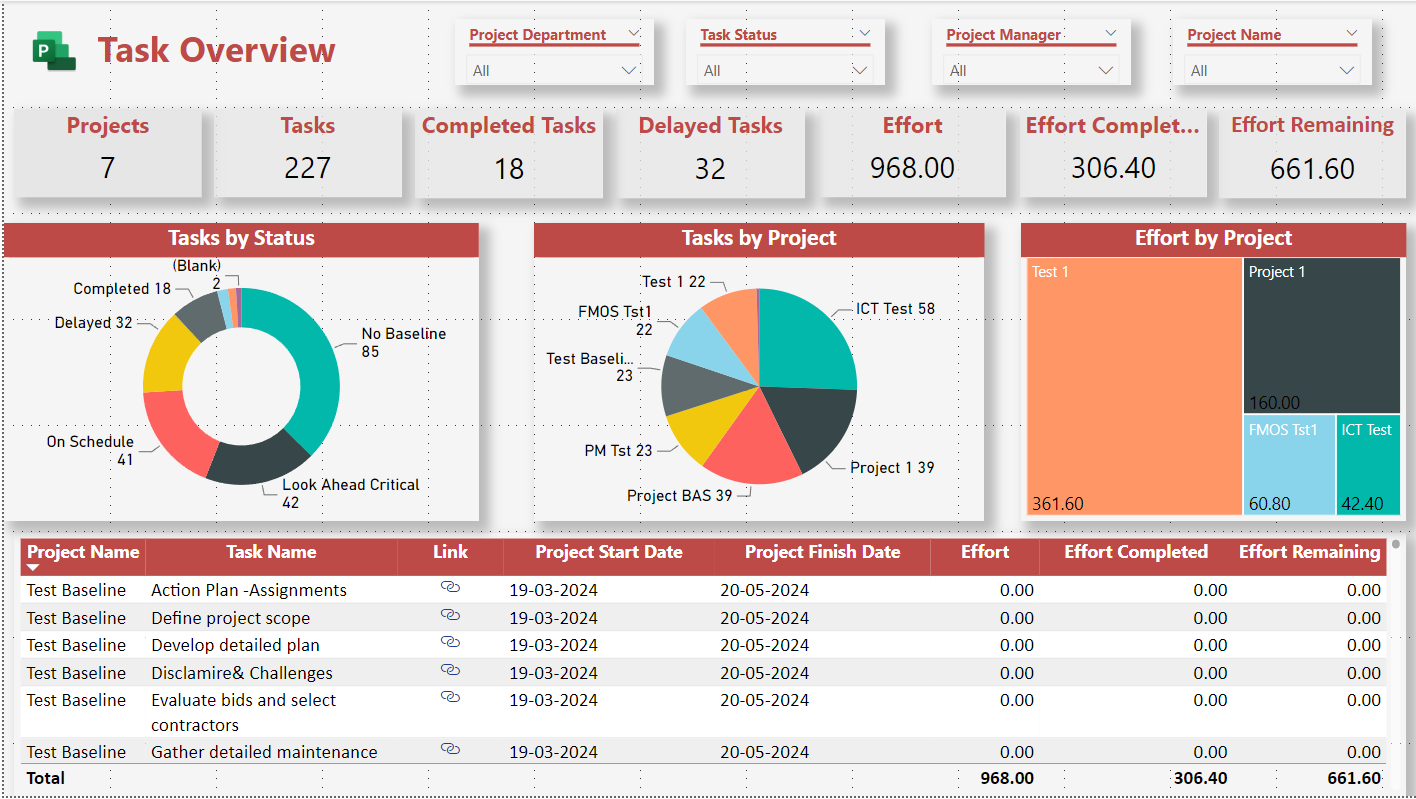 P
Task Overview
Project Department
All
Task Status
All
Project Manager
All
Project Name
All
Projects
7
Tasks
227
Completed Tasks
18
Delayed Tasks
32
Effort
968.00
Effort Complet...
306.40
Effort Remaining
661.60
Tasks by Status
(Blank)
2
Completed 18
Delayed 32
No Baseline
85
On Schedule
41
Look Ahead Critical
42
Tasks by Project
Test 1 22
ICT Test 58
FMOS Tst1
22
Test Baseli...
23
PM Tst 23
Project 1 39
Project BAS 39
Effort by Project
Test 1
361.60
Project 1
160.00
FMOS Tst1
60.80
ICT Test
42.40
Project Name Task Name Link Project Start Date Project Finish Date Effort Effort Completed Effort Remaining
Test Baseline Action Plan -Assignments 19-03-2024 20-05-2024 0.00 0.00 0.00
Test Baseline Define project scope 19-03-2024 20-05-2024 0.00 0.00 0.00
Test Baseline Develop detailed plan 19-03-2024 20-05-2024 0.00 0.00 0.00
Test Baseline Disclamire& Challenges 19-03-2024 20-05-2024 0.00 0.00 0.00
Test Baseline Evaluate bids and select 19-03-2024 20-05-2024 0.00 0.00 0.00
contractors
Test Baseline Gather detailed maintenance 19-03-2024 20-05-2024 0.00 0.00 0.00
Total 968.00 306.40 661.60